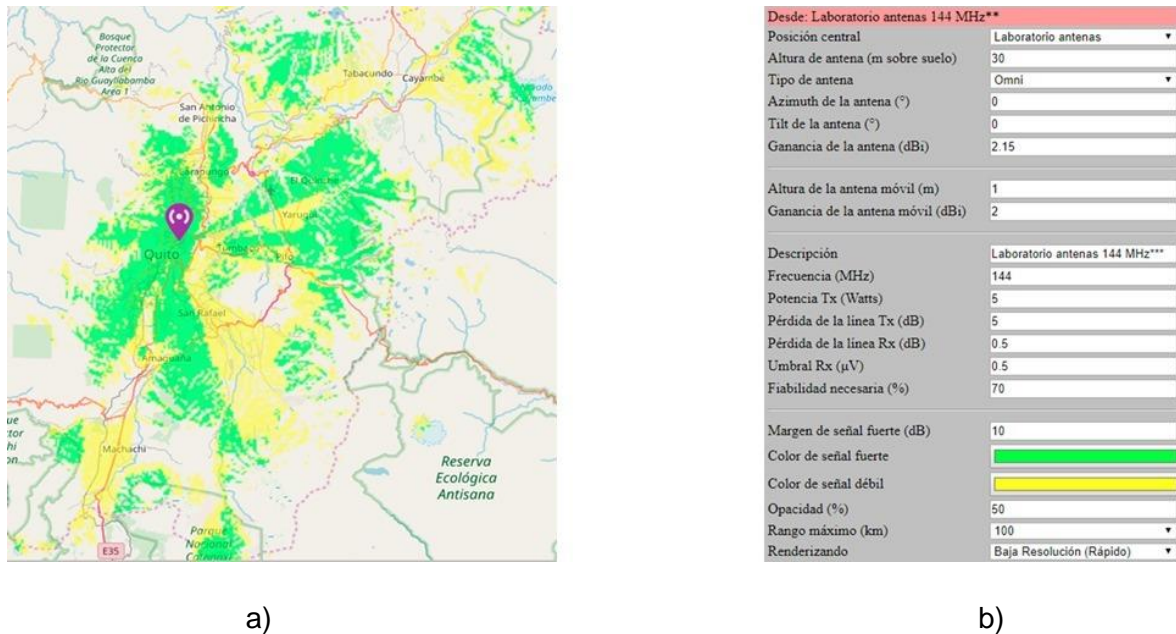 Bosque
Protector
de la Cuenca
Alta del
Río Guayllabamba
Area 1
Tabacundo
Cayambe
San Antonio
de Pichincha
El Quinche
Yaruquí
Quito
Tumbaco
Pifo
San Rafael
Amaguaña
Machachi
Reserva
Ecológica
Antisana
Parque
Nacional
E35
a)
Desde: Laboratorio antenas 144 MHz**
Posición central Laboratorio antenas
Altura de antena (m sobre suelo) 30
Tipo de antena Omni
Azimuth de la antena (°) 0
Tilt de la antena (°) 0
Ganancia de la antena (dBi) 2.15
Altura de la antena móvil (m) 1
Ganancia de la antena móvil (dBi) 2
Descripción Laboratorio antenas 144 MHz***
Frecuencia (MHz) 144
Potencia Tx (Watts) 5
Pérdida de la línea Tx (dB) 5
Pérdida de la línea Rx (dB) 0.5
Umbral Rx (µV) 0.5
Fiabilidad necesaria (%) 70
Margen de señal fuerte (dB) 10
Color de señal fuerte
Color de señal débil
Opacidad (%) 50
Rango máximo (km) 100
Renderizando Baja Resolución (Rápido)
b)